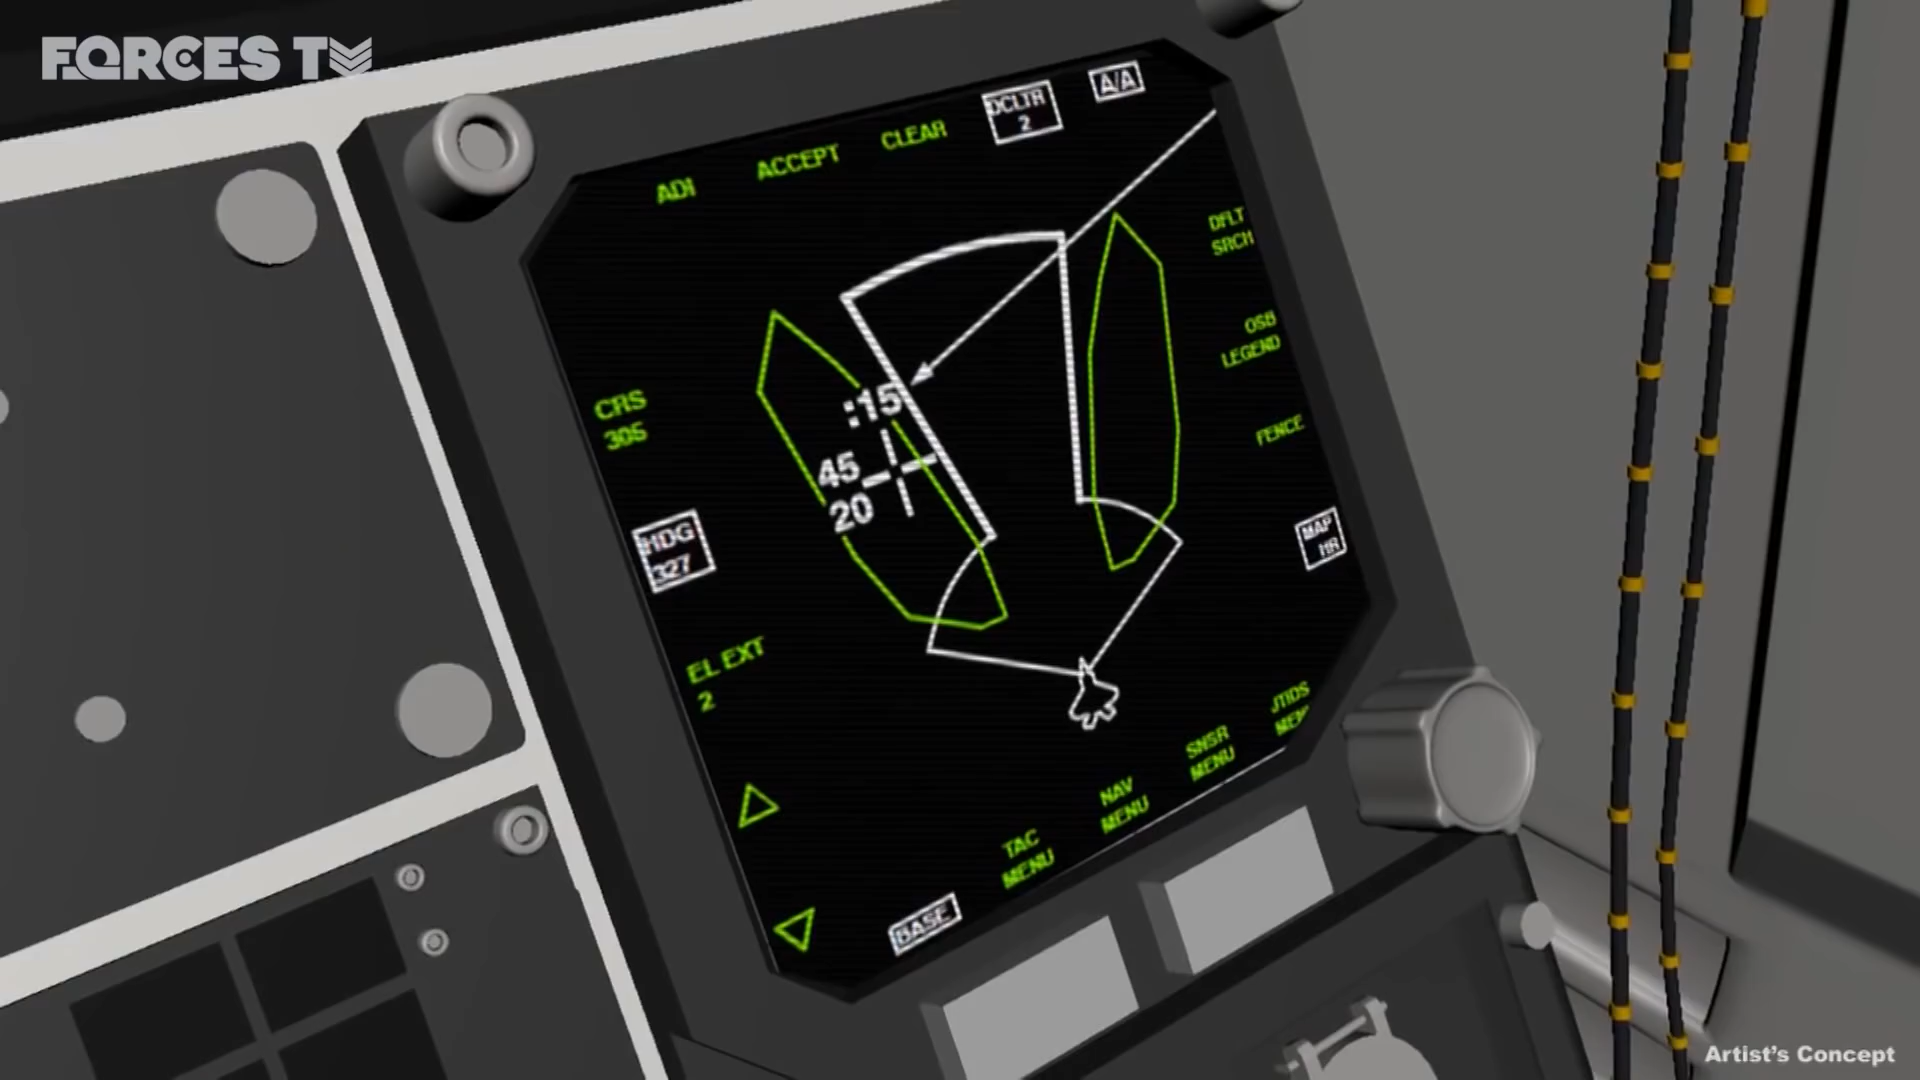 FORCES TV
ADI
ACCEPT
CLEAR
DCLTR
2
A/A
DFLT
SRCH
OSB
LEGEND
FENCE
MAP
MR
CRS
305
HDG
327
EL EXT
2
:15
45
20
JTIDS
SNSR
MENU
NAV
MENU
TAC
MENU
BASE
Artist's Concept